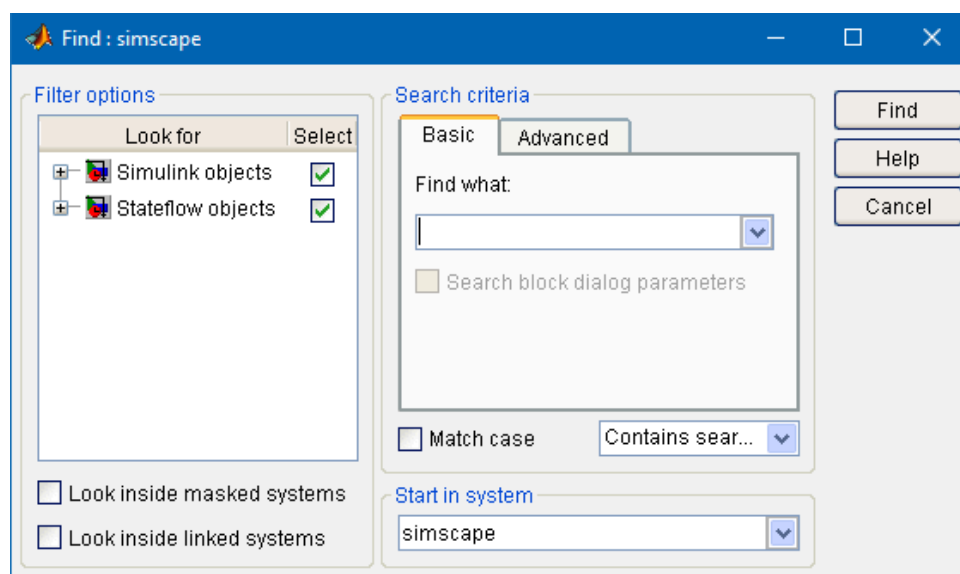 Find : simscape
Filter options
Look for Select
Simulink objects
Stateflow objects
Look inside masked systems
Look inside linked systems
Search criteria
Basic Advanced
Find what:
Search block dialog parameters
Match case Contains sear...
Start in system
simscape
Find
Help
Cancel